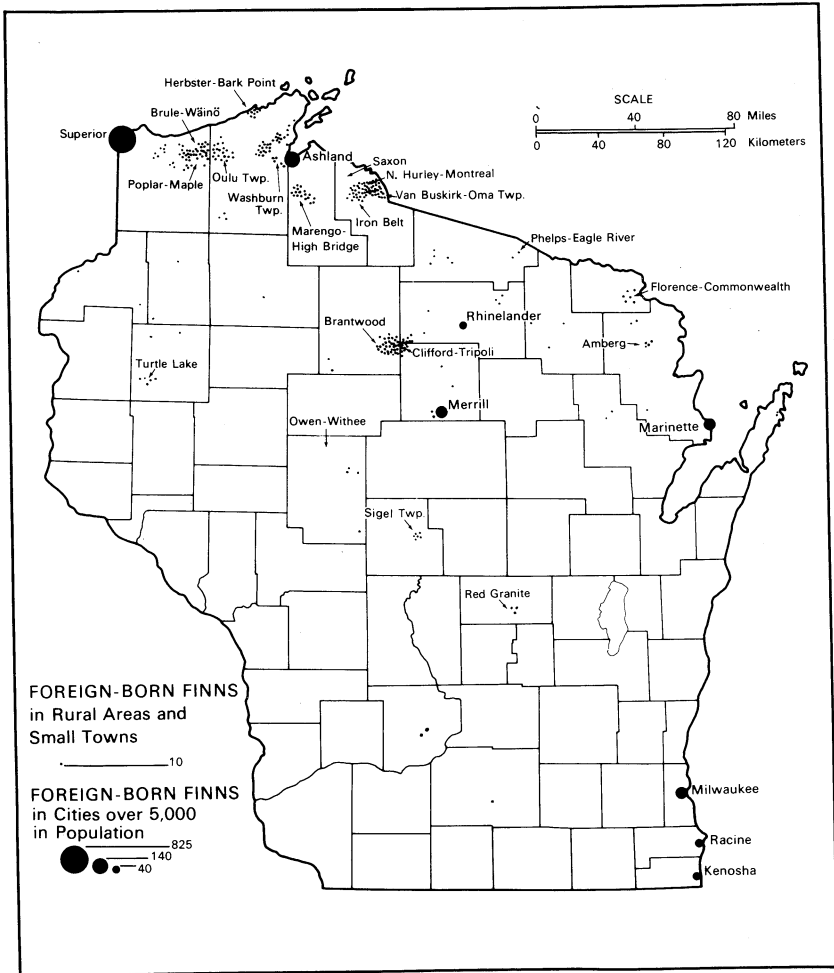 Herbster-Bark Point
SCALE
0 80 Miles
0 40 80 120 Kilometers
Brule-Wäinö
Superior
Ashland
Saxon
N. Hurley-Montreal
Poplar-Maple
Oulu Twp.
Washburn
Twp.
Van Buskirk-Oma Twp.
Iron Belt
Marengo-
High Bridge
Phelps-Eagle River
Florence-Commonwealth
Rhinelander
Brantwood
Clifford-Tripoli
Amberg
Turtle Lake
Merrill
Owen-Withee
Marinette
Sigel Twp.
Red Granite
FOREIGN-BORN FINNS
in Rural Areas and
Small Towns
10
FOREIGN-BORN FINNS
in Cities over 5,000
in Population
825
140
40
Milwaukee
Racine
Kenosha